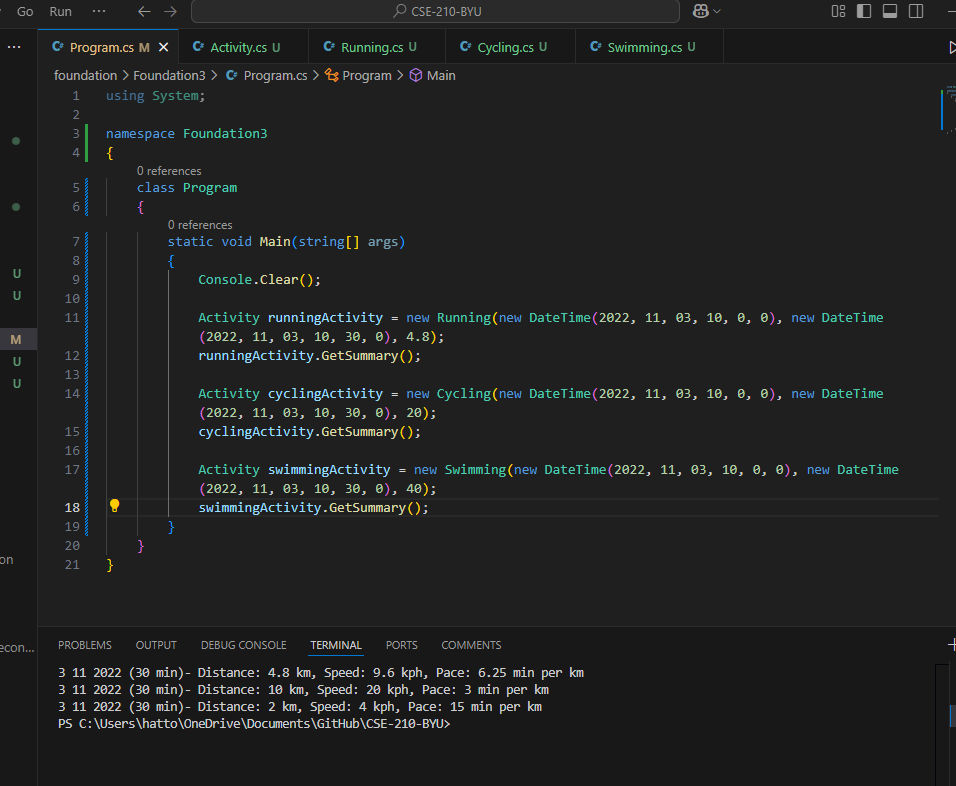 Go Run ··· ← → CSE-210-BYU
··· Program.cs M × Activity.cs U Running.cs U Cycling.cs U Swimming.cs U
foundation > Foundation3 > Program.cs > Program > Main
1 using System;
2
3 namespace Foundation3
4 {
0 references
5 class Program
6 {
0 references
7 static void Main(string[] args)
8 {
9 Console.Clear();
10
11 Activity runningActivity = new Running(new DateTime(2022, 11, 03, 10, 0, 0), new DateTime
(2022, 11, 03, 10, 30, 0), 4.8);
12 runningActivity.GetSummary();
13
14 Activity cyclingActivity = new Cycling(new DateTime(2022, 11, 03, 10, 0, 0), new DateTime
(2022, 11, 03, 10, 30, 0), 20);
15 cyclingActivity.GetSummary();
16
17 Activity swimmingActivity = new Swimming(new DateTime(2022, 11, 03, 10, 0, 0), new DateTime
(2022, 11, 03, 10, 30, 0), 40);
18 swimmingActivity.GetSummary();
19 }
20 }
21 }
U
U
M
U
U
on
econ...
PROBLEMS OUTPUT DEBUG CONSOLE TERMINAL PORTS COMMENTS
3 11 2022 (30 min)- Distance: 4.8 km, Speed: 9.6 kph, Pace: 6.25 min per km
3 11 2022 (30 min)- Distance: 10 km, Speed: 20 kph, Pace: 3 min per km
3 11 2022 (30 min)- Distance: 2 km, Speed: 4 kph, Pace: 15 min per km
PS C:\Users\hatto\OneDrive\Documents\GitHub\CSE-210-BYU>